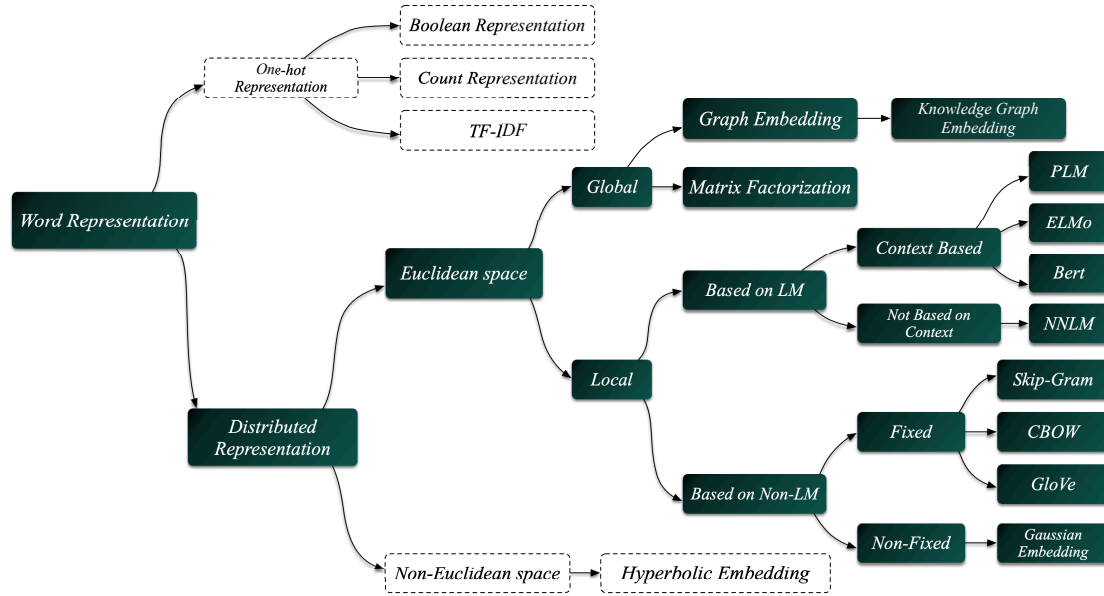 Boolean Representation
One-hot
Representation
Count Representation
TF-IDF
Graph Embedding
Knowledge Graph
Embedding
Global
Matrix Factorization
PLM
Word Representation
ELMo
Context Based
Euclidean space
Bert
Based on LM
Not Based on
Context
NNLM
Local
Skip-Gram
Distributed
Representation
Fixed
CBOW
GloVe
Based on Non-LM
Non-Fixed
Gaussian
Embedding
Non-Euclidean space
Hyperbolic Embedding